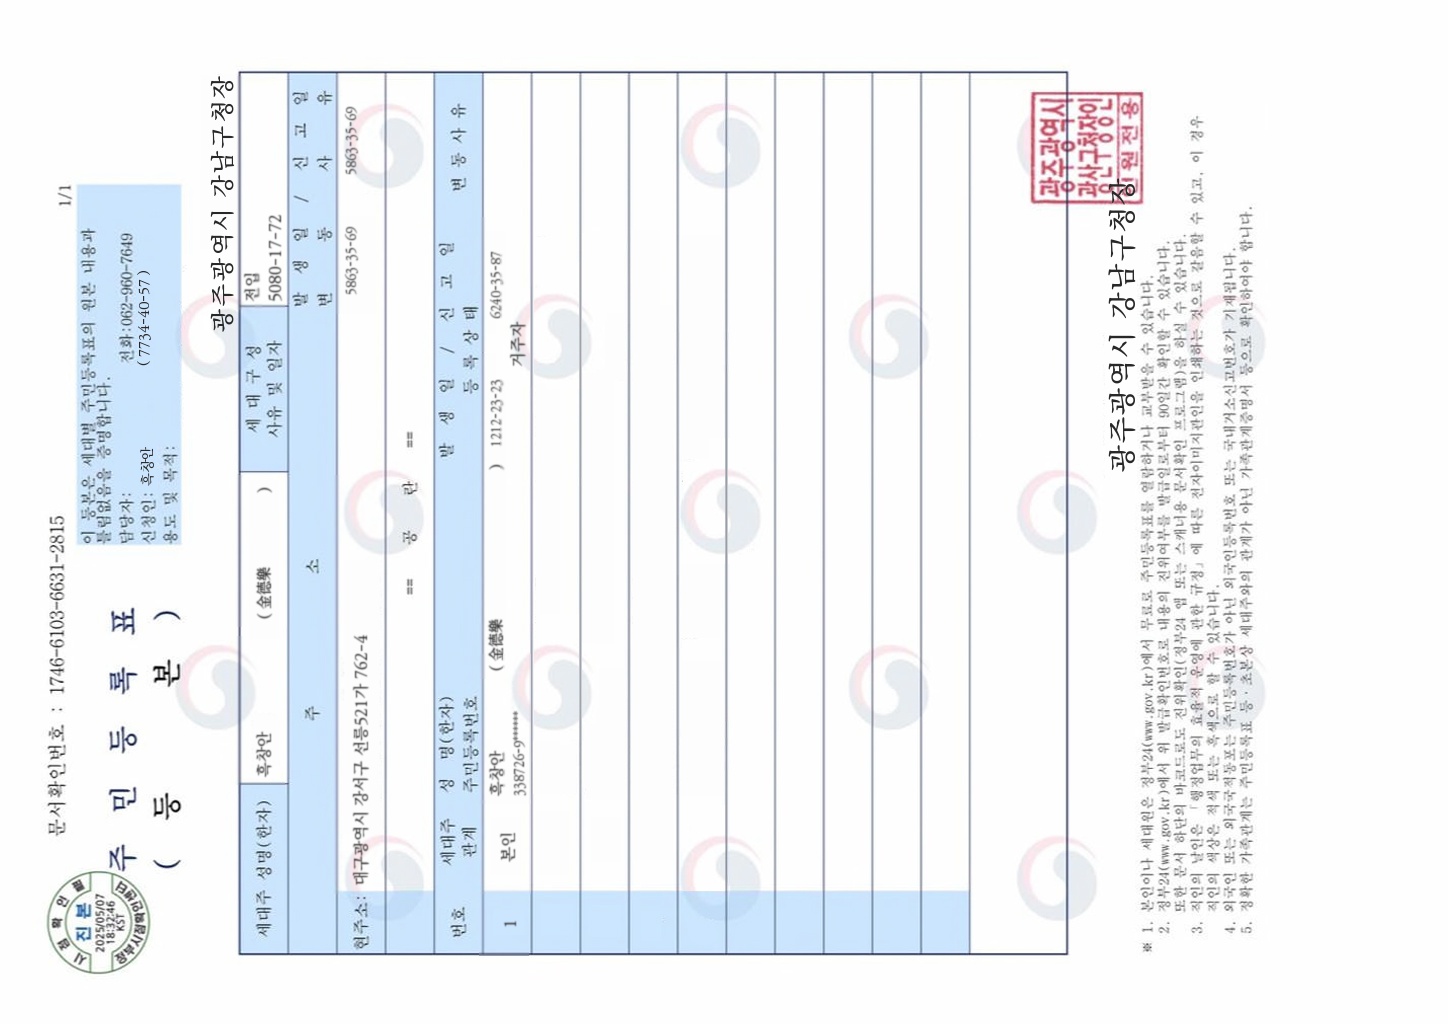 문서확인번호 : 1746-6103-6631-2815
1/1
시점확인필
진본
2025/05/07
18:32:46
KST
정부시점확인센터
주 민 등 록 표
( 등 본 )
이 등본은 세대별 주민등록표의 원본 내용과
틀림없음을 증명합니다.
담당자: 전화:062-960-7649
신청인: 흑창안 (7734-40-57)
용도 및 목적:
광주광역시 강남구청장
세대주 성명(한자) 흑창안 (金德樂 )
세 대 구 성 사유 및 일자
전입
5080-17-72
주 소
발 생 일 / 신 고 일
변 동 사 유
현주소: 대구광역시 강서구 선릉521가 762-4 5863-35-69 5863-35-69
== 공 란 ==
번호
세대주 관계
성 명(한자)
주민등록번호
발 생 일 / 신 고 일
등 록 상 태
변 동 사 유
1 본인 흑창안 (金德樂 ) 1212-23-23 6240-35-87
338726-9****** 거주자
광주광역시
민원전용
광주광역시 강남구청장
※ 1. 본인이나 세대원은 정부24(www.gov.kr)에서 무료로 주민등록표를 열람하거나 교부받을 수 있습니다.
2. 정부24(www.gov.kr)에서 위 발급확인번호로 내용의 진위여부를 발급일로부터 90일간 확인할 수 있습니다.
또한 문서 하단의 바코드로도 진위확인(정부24 앱 또는 스캐너용 문서확인 프로그램)을 하실 수 있습니다.
3. 직인의 날인은 「행정업무의 효율적 운영에 관한 규정」에 따른 전자이미지관인을 인쇄하는 것으로 갈음할 수 있고, 이 경우
직인의 색상은 적색 또는 흑색으로 할 수 있습니다.
4. 외국인 또는 외국국적동포는 주민등록번호가 아닌 외국인등록번호 또는 국내거소신고번호가 기재됩니다.
5. 정확한 가족관계는 주민등록표 등·초본상 세대주와의 관계가 아닌 가족관계증명서 등으로 확인하여야 합니다.